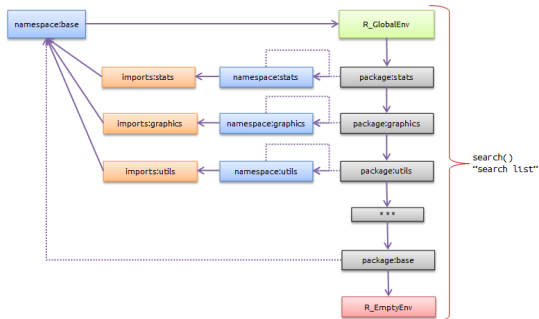 namespace:base
R_GlobalEnv
imports:stats
namespace:stats
package:stats
imports:graphics
namespace:graphics
package:graphics
imports:utils
namespace:utils
package:utils
search()
“search list”
***
package:base
R_EmptyEnv